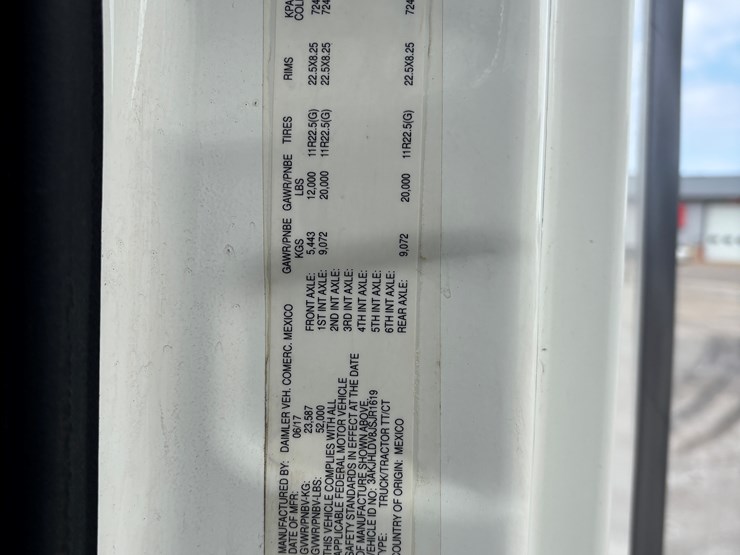 MANUFACTURED BY: DAIMLER VEH. COMERC. MEXICO
DATE OF MFR: 06/17
GVWR/PNBV-KG: 23,587
GVWR/PNBV-LBS: 52,000
THIS VEHICLE COMPLIES WITH ALL
APPLICABLE FEDERAL MOTOR VEHICLE
SAFETY STANDARDS IN EFFECT AT THE DATE
OF MANUFACTURE SHOWN ABOVE.
VEHICLE ID NO: 3AKJHLDV8JSJR1619
TYPE: TRUCK/TRACTOR TT/CT
COUNTRY OF ORIGIN: MEXICO
GAWR/PNBE GAWR/PNBE TIRES RIMS KPA
KGS LBS COL
FRONT AXLE: 5,443 12,000 11R22.5(G) 22.5X8.25 724
1ST INT AXLE: 9,072 20,000 11R22.5(G) 22.5X8.25 724
2ND INT AXLE:
3RD INT AXLE:
4TH INT AXLE:
5TH INT AXLE:
6TH INT AXLE:
REAR AXLE: 9,072 20,000 11R22.5(G) 22.5X8.25 724